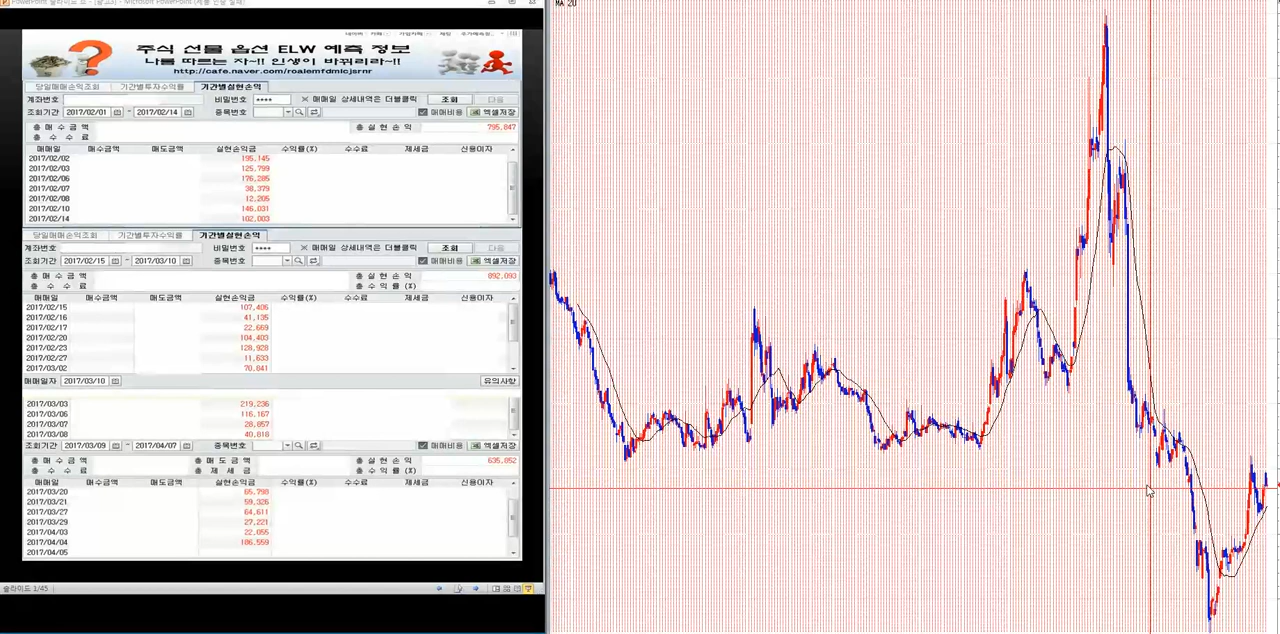 주식 선물 옵션 ELW 예측 정보
나를 따르는 자~!! 인생이 바뀌리라~!!
http://cafe.naver.com/roalemfdmlcjsrnr
당일매매손익조회 기간별투자수익률 기간별실현손익
계좌번호 비밀번호 **** × 매매일 상세내역은 더블클릭 조회 다음
조회기간 2017/02/01 ~ 2017/02/14 종목번호 매매비용 엑셀저장
총 매 수 금 액 총 실 현 손 익 795,847
총 수 수 료
매매일 매수금액 매도금액 실현손익금 수익률(%) 수수료 제세금 신용이자
2017/02/02 195,145
2017/02/03 125,799
2017/02/06 176,285
2017/02/07 38,379
2017/02/08 12,205
2017/02/10 146,031
2017/02/14 102,003
당일매매손익조회 기간별투자수익률 기간별실현손익
계좌번호 비밀번호 **** × 매매일 상세내역은 더블클릭 조회 다음
조회기간 2017/02/15 ~ 2017/03/10 종목번호 매매비용 엑셀저장
총 매 수 금 액 총 실 현 손 익 892,093
총 수 수 료 총 수 익 률 (%)
매매일 매수금액 매도금액 실현손익금 수익률(%) 수수료 제세금 신용이자
2017/02/15 107,406
2017/02/16 41,135
2017/02/17 22,669
2017/02/20 104,403
2017/02/23 128,928
2017/02/27 11,633
2017/03/02 70,841
매매일자 2017/03/10 유의사항
2017/03/03 219,236
2017/03/06 116,167
2017/03/07 28,857
2017/03/08 40,818
조회기간 2017/03/09 ~ 2017/04/07 종목번호 매매비용 엑셀저장
총 매 수 금 액 총 매 도 금 액 총 실 현 손 익 635,852
총 수 수 료 총 제 세 금 총 수 익 률 (%)
매매일 매수금액 매도금액 실현손익금 수익률(%) 수수료 제세금 신용이자
2017/03/20 65,798
2017/03/21 59,326
2017/03/27 64,611
2017/03/29 27,221
2017/04/03 22,055
2017/04/04 186,559
2017/04/05
슬라이드 1/45
MA 20